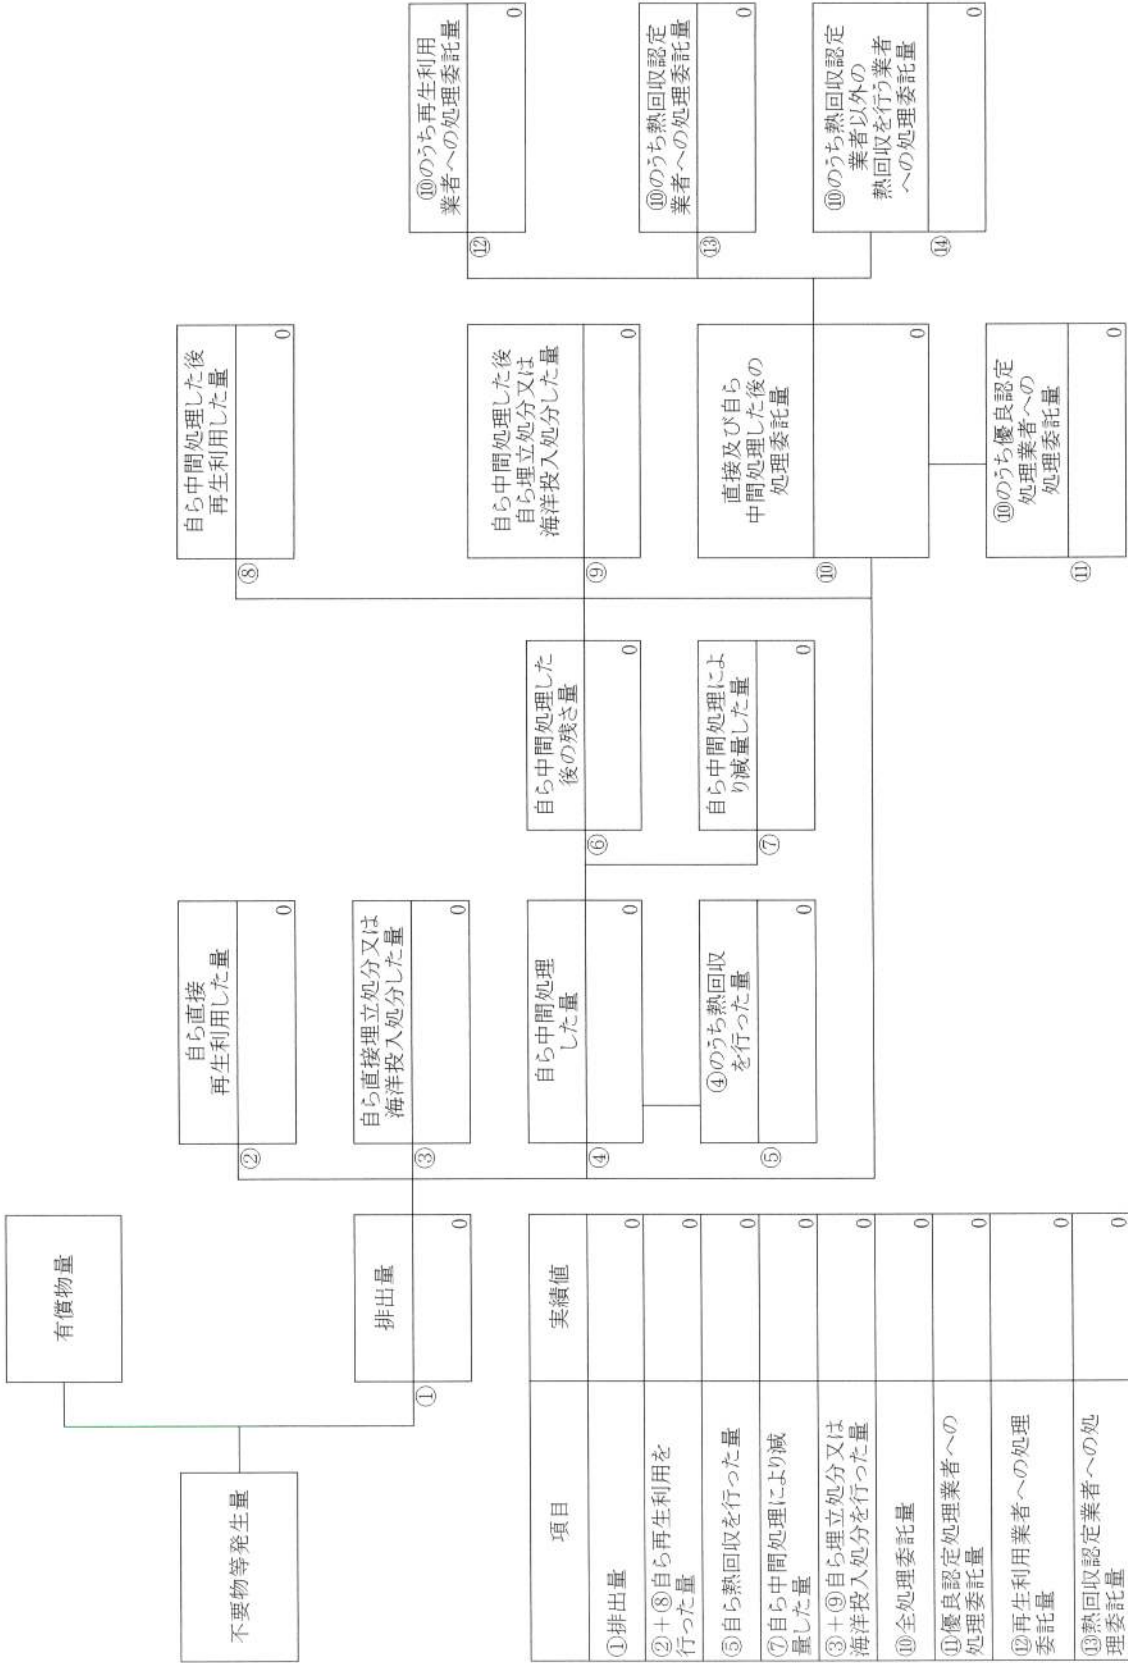 不要物等発生量
有償物量
排出量
①
0
自ら直接
再生利用した量
②
0
自ら直接埋立処分又は
海洋投入処分した量
③
0
自ら中間処理
した量
④
0
④のうち熱回収
を行った量
⑤
0
自ら中間処理した
後の残さ量
⑥
0
自ら中間処理によ
り減量した量
⑦
0
自ら中間処理した後
再生利用した量
⑧
0
自ら中間処理した後
自ら埋立処分又は
海洋投入処分した量
⑨
0
直接及び自ら
中間処理した後の
処理委託量
⑩
0
⑩のうち優良認定
処理業者への
処理委託量
⑪
0
⑩のうち再生利用
業者への処理委託量
⑫
0
⑩のうち熱回収認定
業者への処理委託量
⑬
0
⑩のうち熱回収認定
業者以外の
熱回収を行う業者
への処理委託量
⑭
0
項目 実績値
①排出量 0
②+⑧自ら再生利用を
行った量 0
⑤自ら熱回収を行った量 0
⑦自ら中間処理により減
量した量 0
③+⑨自ら埋立処分又は
海洋投入処分を行った量 0
⑩全処理委託量 0
⑪優良認定処理業者への
処理委託量 0
⑫再生利用業者への処理
委託量 0
⑬熱回収認定業者への処
理委託量 0